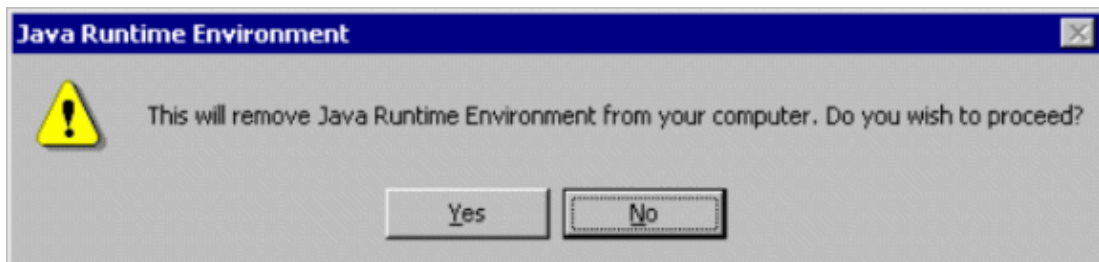 Java Runtime Environment
This will remove Java Runtime Environment from your computer. Do you wish to proceed?
Yes
No